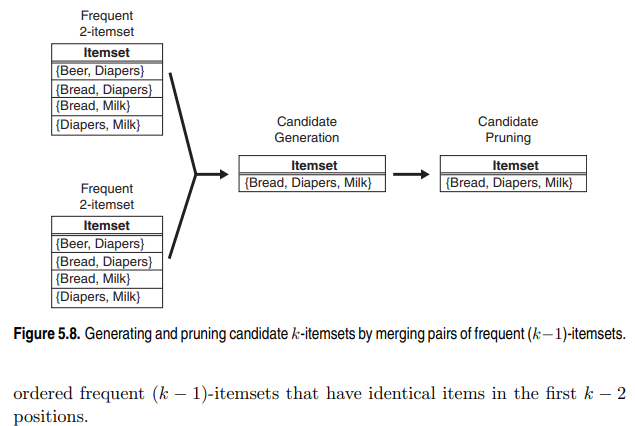 Frequent
2-itemset
Itemset
{Beer, Diapers}
{Bread, Diapers}
{Bread, Milk}
{Diapers, Milk}
Frequent
2-itemset
Itemset
{Beer, Diapers}
{Bread, Diapers}
{Bread, Milk}
{Diapers, Milk}
Candidate
Generation
Itemset
{Bread, Diapers, Milk}
Candidate
Pruning
Itemset
{Bread, Diapers, Milk}
Figure 5.8. Generating and pruning candidate k-itemsets by merging pairs of frequent (k−1)-itemsets.
ordered frequent (k − 1)-itemsets that have identical items in the first k − 2
positions.